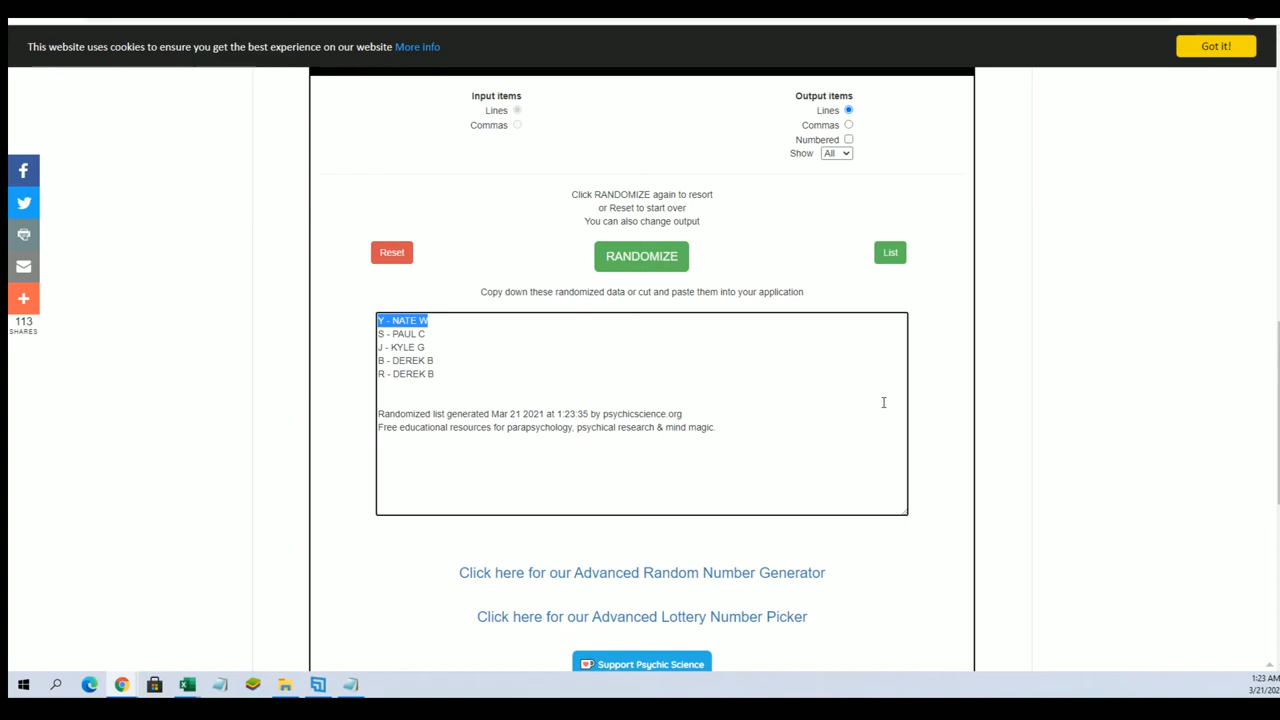 This website uses cookies to ensure you get the best experience on our website More info
Got it!
Input items
Lines
Commas
Output items
Lines
Commas
Numbered
Show All
Click RANDOMIZE again to resort
or Reset to start over
You can also change output
Reset
RANDOMIZE
List
Copy down these randomized data or cut and paste them into your application
113
SHARES
Y - NATE W
S - PAUL C
J - KYLE G
B - DEREK B
R - DEREK B
Randomized list generated Mar 21 2021 at 1:23:35 by psychicscience.org
Free educational resources for parapsychology, psychical research & mind magic.
Click here for our Advanced Random Number Generator
Click here for our Advanced Lottery Number Picker
Support Psychic Science
1:23 AM
3/21/202